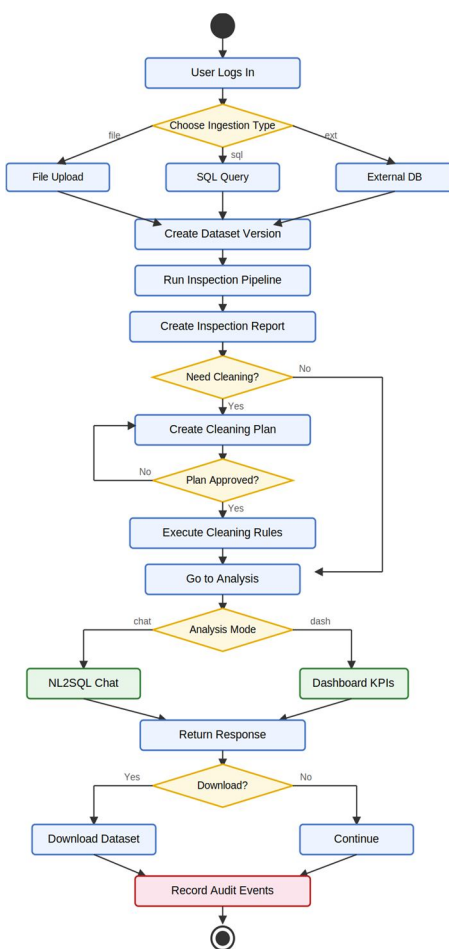 User Logs In
Choose Ingestion Type
file
ext
sql
File Upload
SQL Query
External DB
Create Dataset Version
Run Inspection Pipeline
Create Inspection Report
Need Cleaning?
No
Yes
Create Cleaning Plan
No
Plan Approved?
Yes
Execute Cleaning Rules
Go to Analysis
chat
Analysis Mode
dash
NL2SQL Chat
Dashboard KPIs
Return Response
Yes
Download?
No
Download Dataset
Continue
Record Audit Events